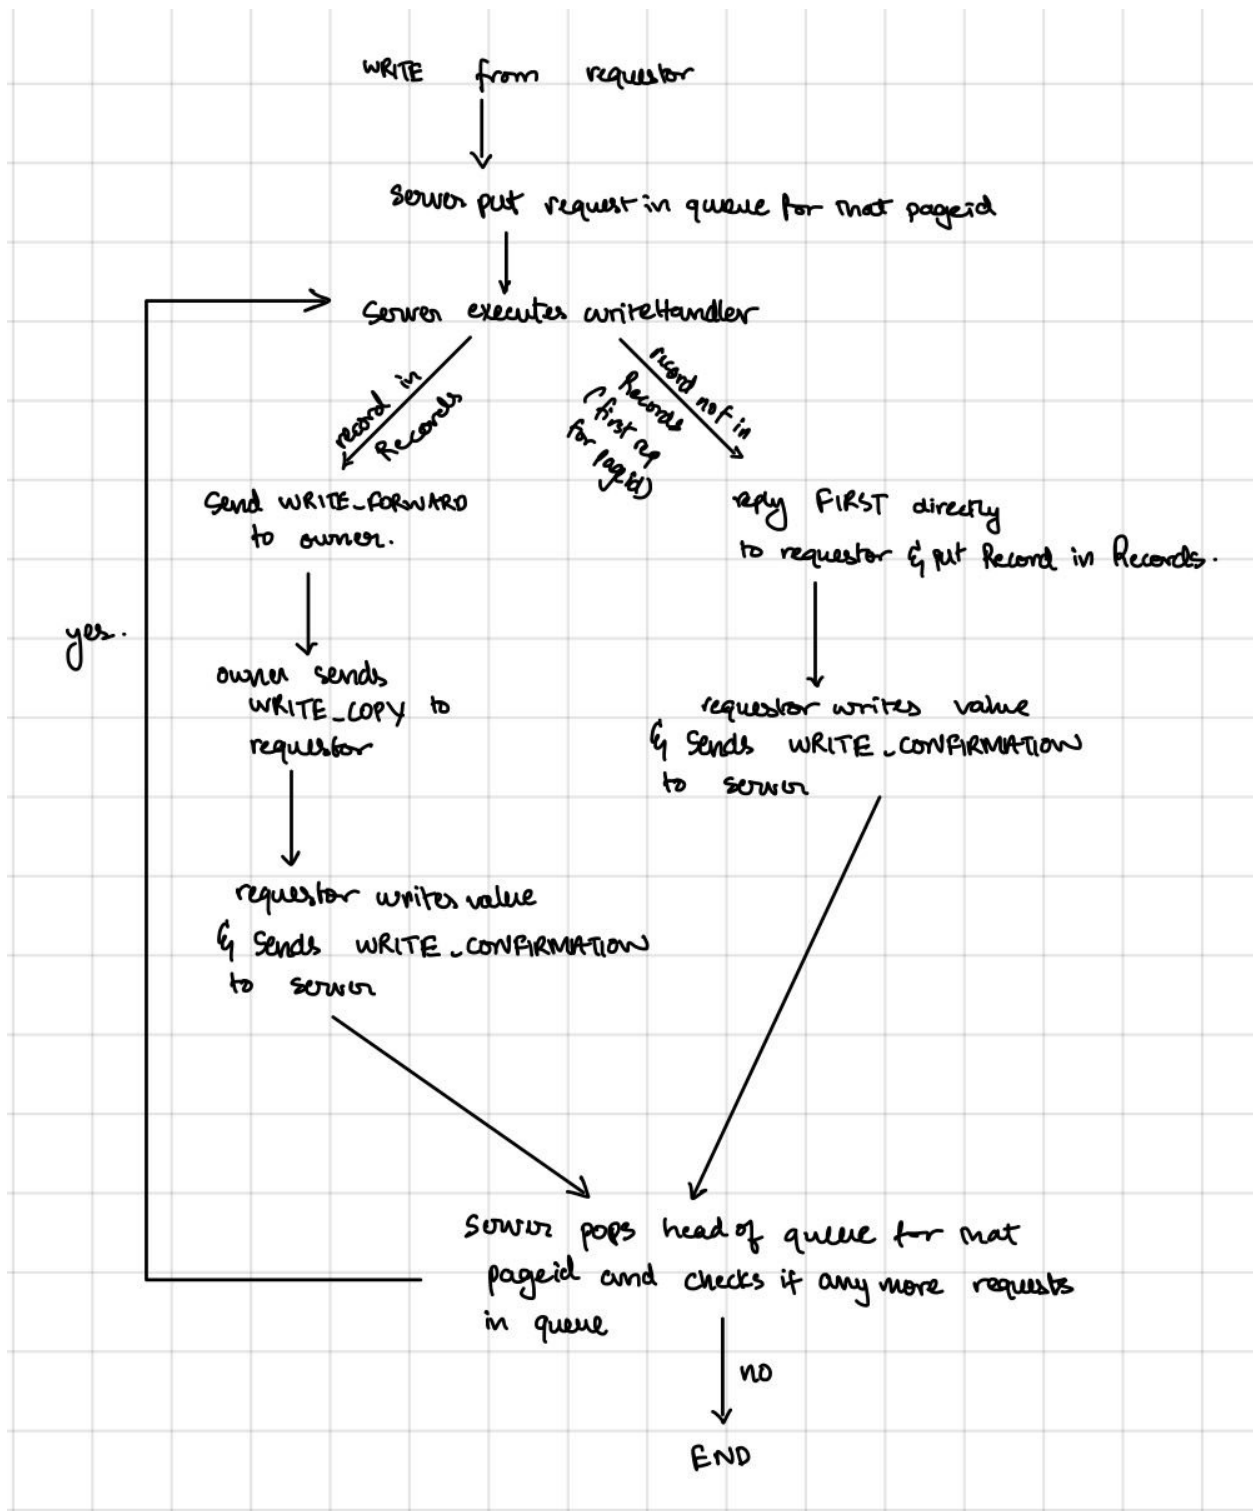 WRITE from requestor
Server put request in queue for that pageid
Server executes writeHandler
record in
Records
record not in
Records
(first req
for pageId)
Send WRITE_FORWARD
to owner.
reply FIRST directly
to requestor & put Record in Records.
yes.
owner sends
WRITE_COPY to
requestor
requestor writes value
& sends WRITE_CONFIRMATION
to server
requestor writes value
& sends WRITE_CONFIRMATION
to server
Server pops head of queue for that
pageid and checks if any more requests
in queue
no
END